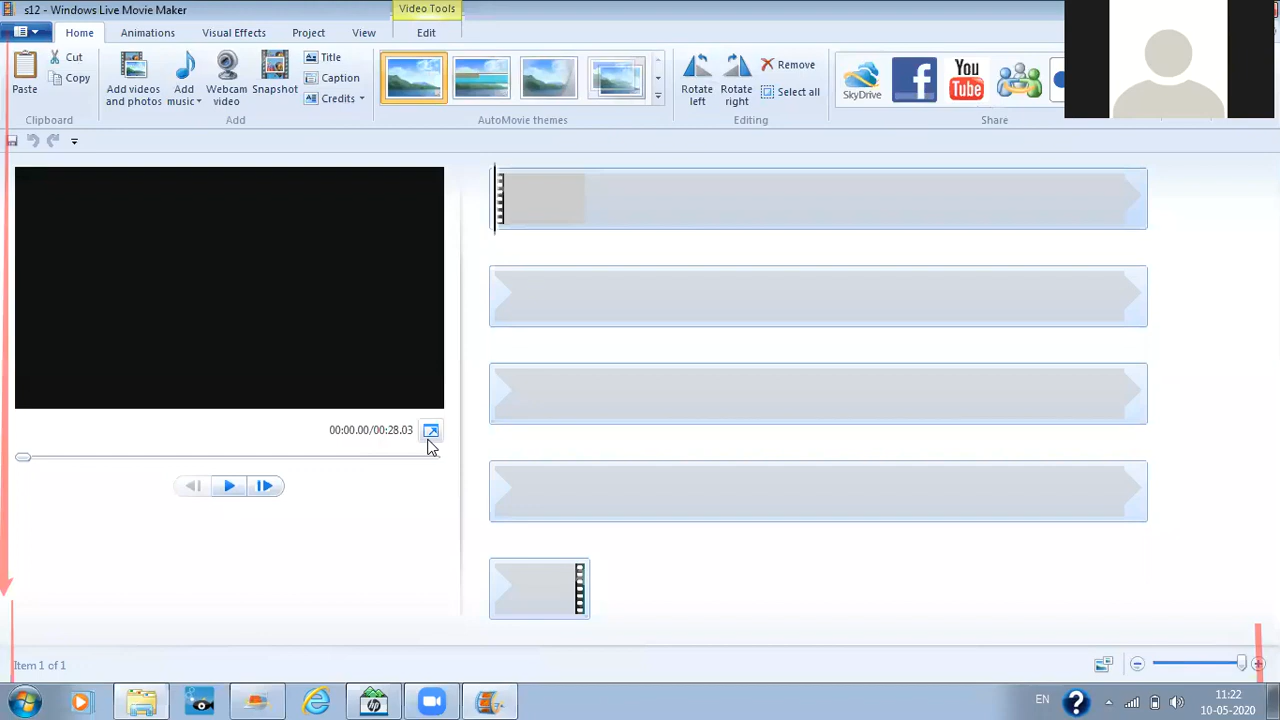 s12 - Windows Live Movie Maker
Video Tools
Home Animations Visual Effects Project View Edit
Paste
Cut
Copy
Clipboard
Add videos
and photos
Add
music
Webcam
video
Snapshot
Title
Caption
Credits
Add
AutoMovie themes
Rotate
left
Rotate
right
Remove
Select all
Editing
SkyDrive
You
Tube
Share
00:00.00/00:28.03
Item 1 of 1
hp
EN
?
11:22
10-05-2020